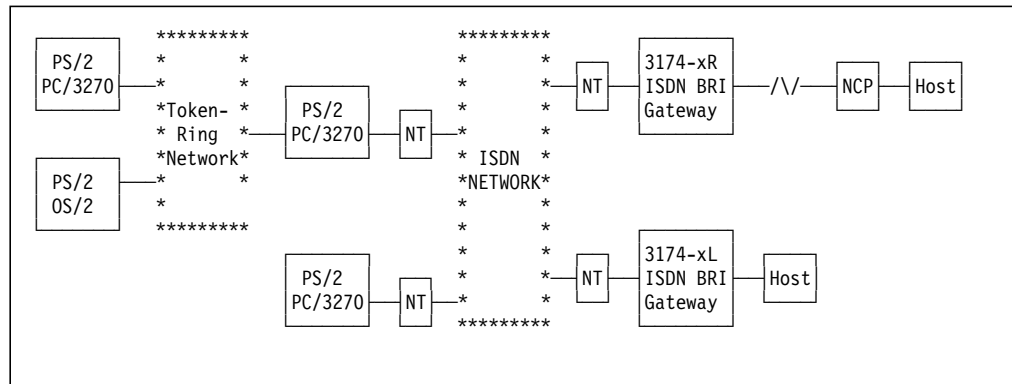 PS/2
PC/3270
PS/2
OS/2
Token-
Ring
Network
PS/2
PC/3270
NT
PS/2
PC/3270
NT
ISDN
NETWORK
NT
3174-xR
ISDN BRI
Gateway
NCP
Host
NT
3174-xL
ISDN BRI
Gateway
Host